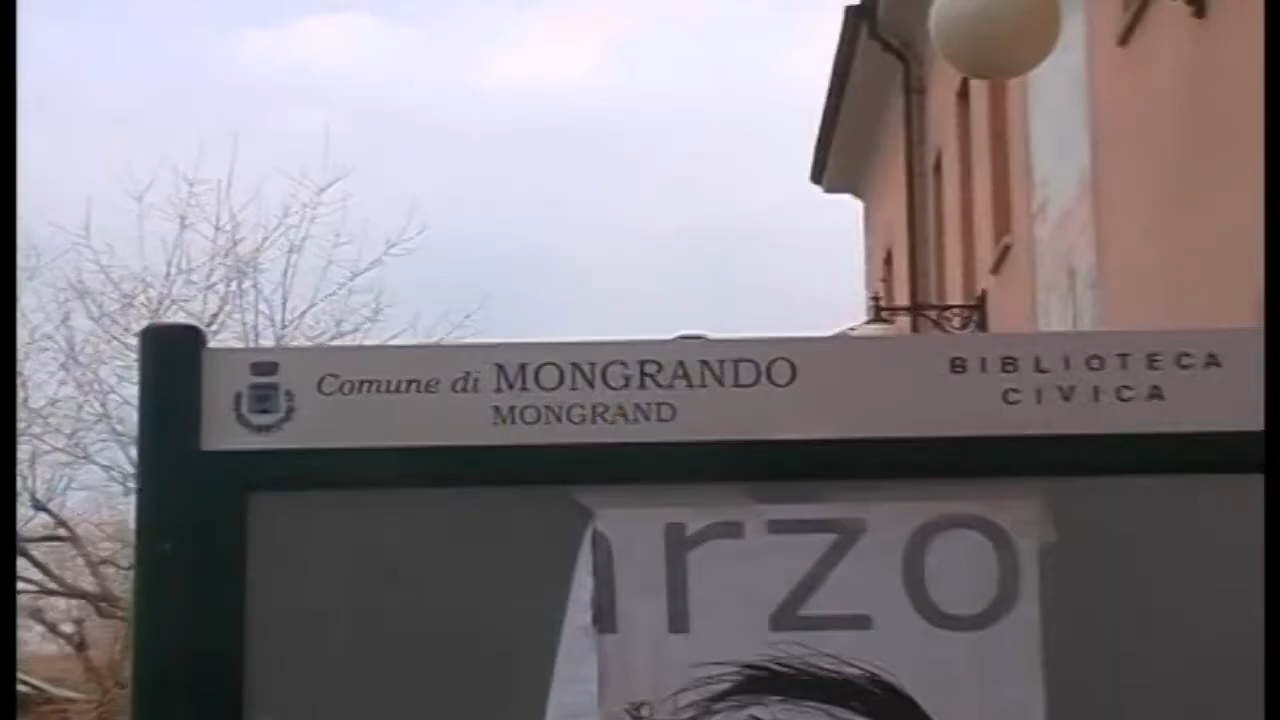 Comune di MONGRANDO
MONGRAND
BIBLIOTECA
CIVICA
arzo